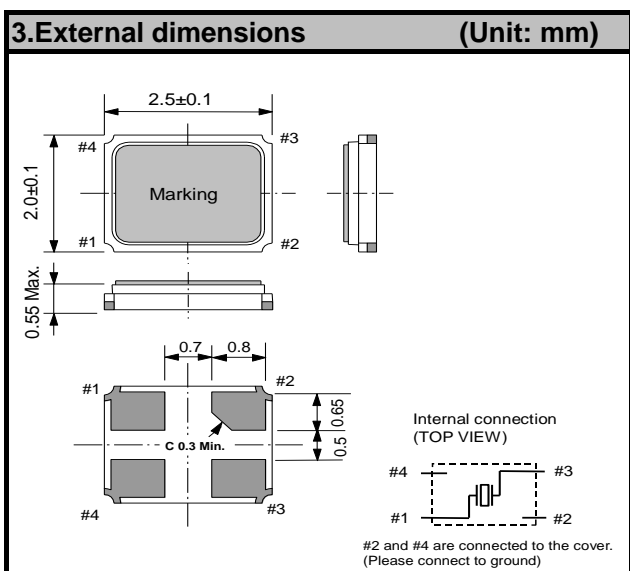 3.External dimensions (Unit: mm)
2.5±0.1
#4 #3
2.0±0.1
Marking
#1 #2
0.55 Max.
0.7 0.8
#1 #2
0.65
C 0.3 Min.
0.5
#4 #3
Internal connection
(TOP VIEW)
#4 #3
#1 #2
#2 and #4 are connected to the cover.
(Please connect to ground)